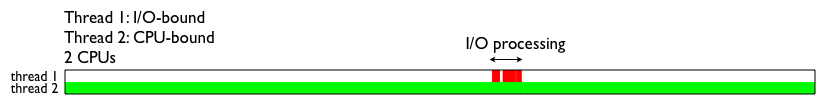 Thread 1: I/O-bound
Thread 2: CPU-bound
2 CPUs
I/O processing
thread 1
thread 2